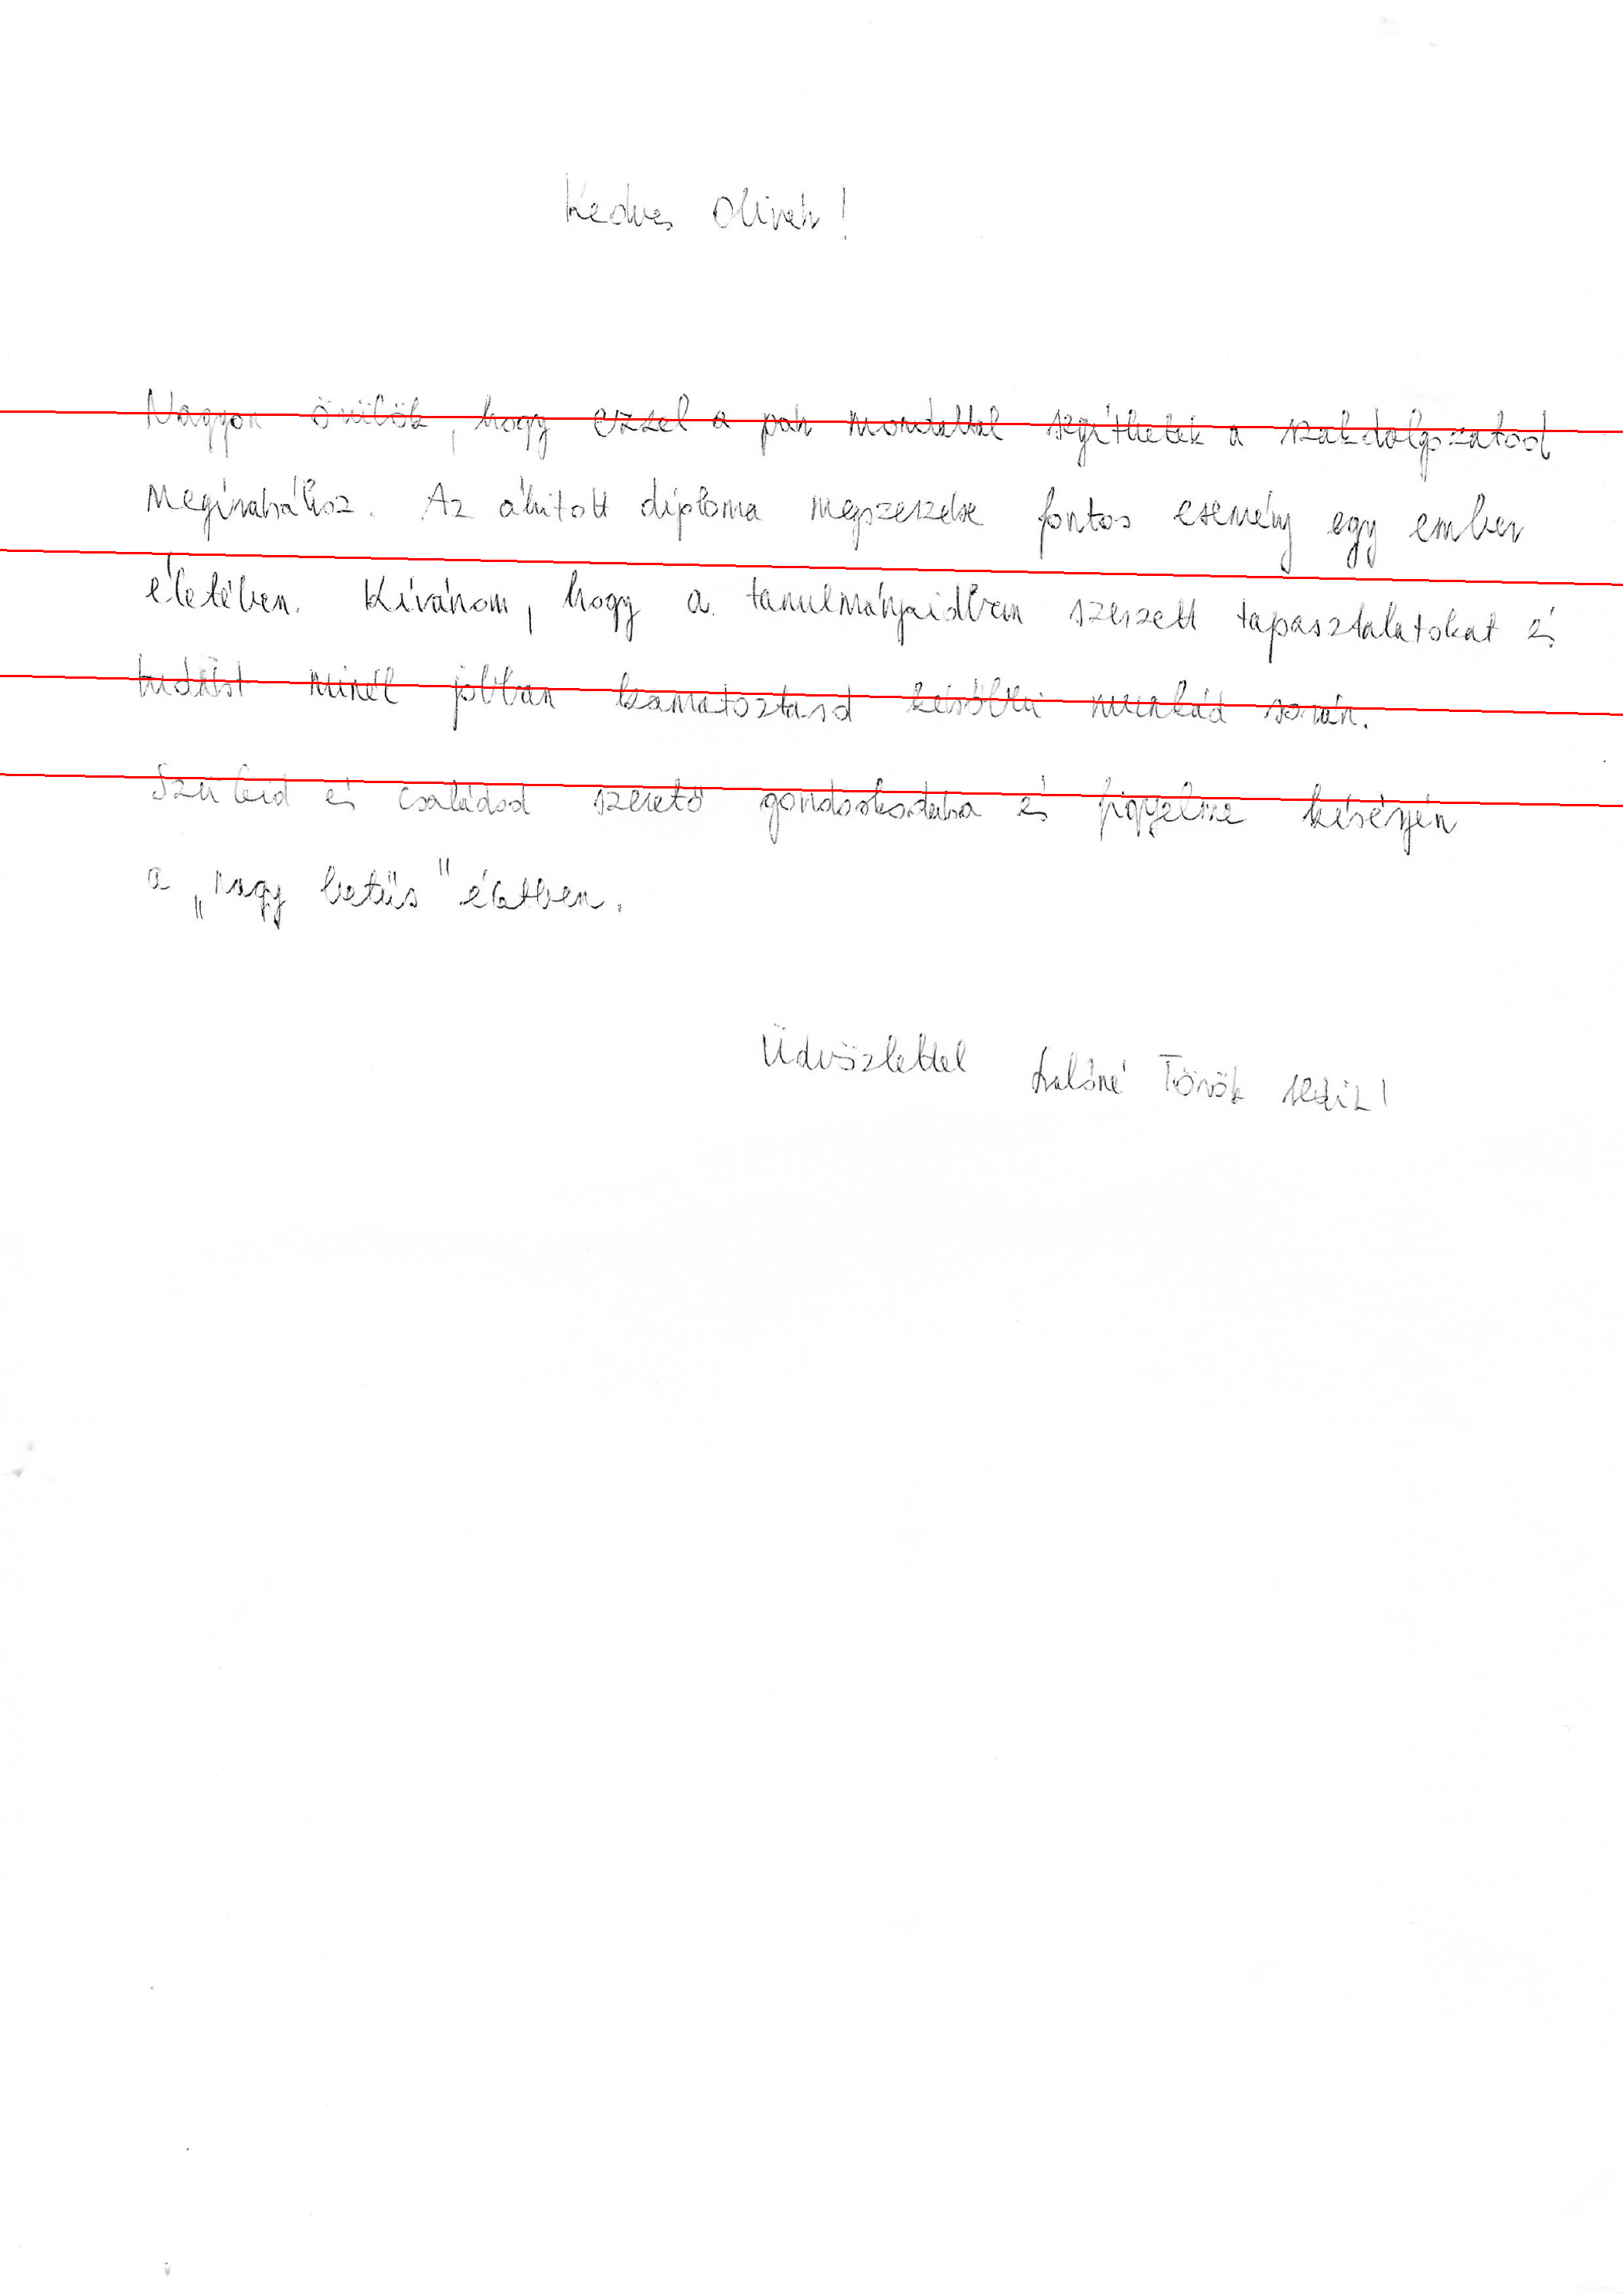 Kedves Olivér!
Nagyon örülök, hogy ezzel a pár mondattal segíthetek a szakdolgozatod
megírásához. Az áhított diploma megszerzése fontos esemény egy ember
életében. Kívánom, hogy a tanulmányaidban szerzett tapasztalatokat és
tudást minél jobban kamatoztasd későbbi munkád során.
Szüleid és családod szerető gondoskodása és figyelme kísérjen
a „nagy betűs" életben.
Üdvözlettel Török